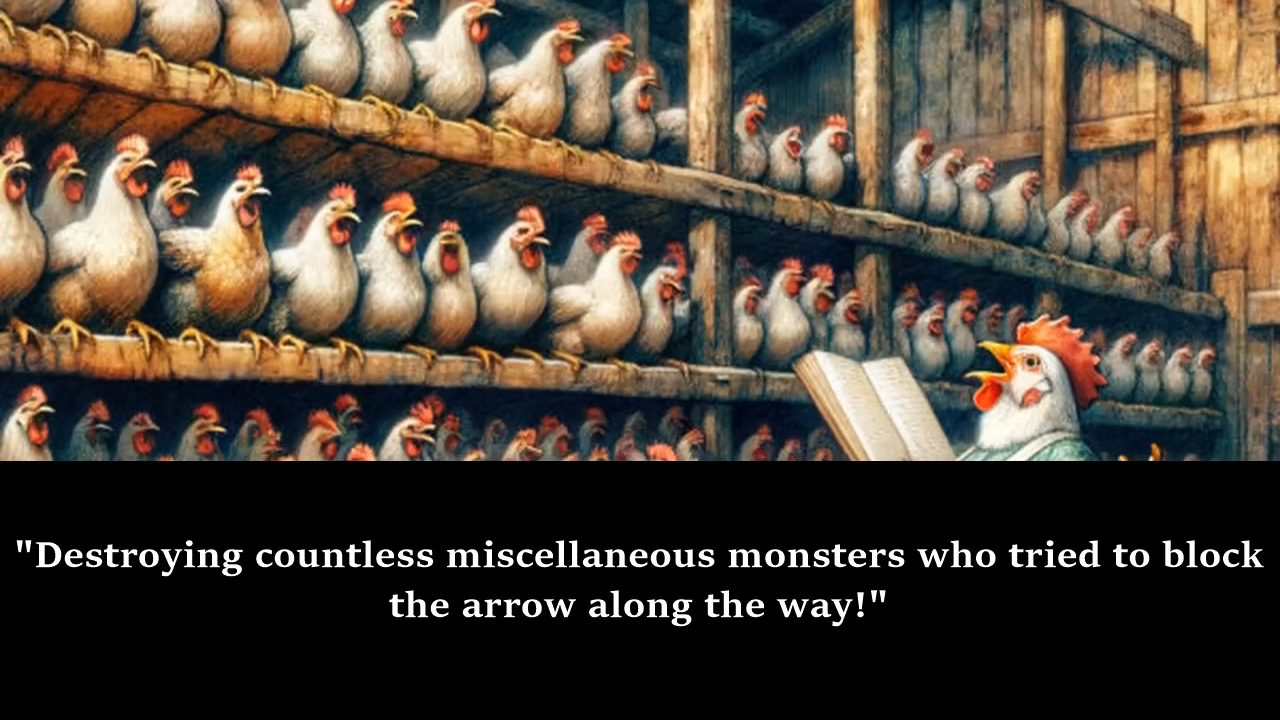 "Destroying countless miscellaneous monsters who tried to block
the arrow along the way!"